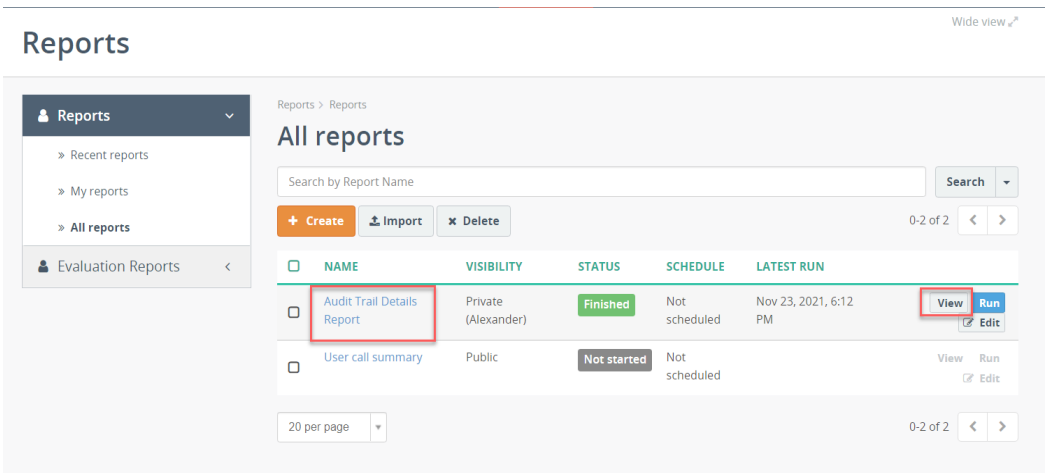 Wide view
Reports
Reports
Recent reports
My reports
All reports
Evaluation Reports
Reports > Reports
All reports
Search by Report Name
Search
+ Create
Import
x Delete
0-2 of 2 < >
NAME VISIBILITY STATUS SCHEDULE LATEST RUN
Audit Trail Details Private Finished Not Nov 23, 2021, 6:12 View Run
Report (Alexander) scheduled PM Edit
User call summary Public Not started Not View Run
scheduled Edit
20 per page
0-2 of 2 < >